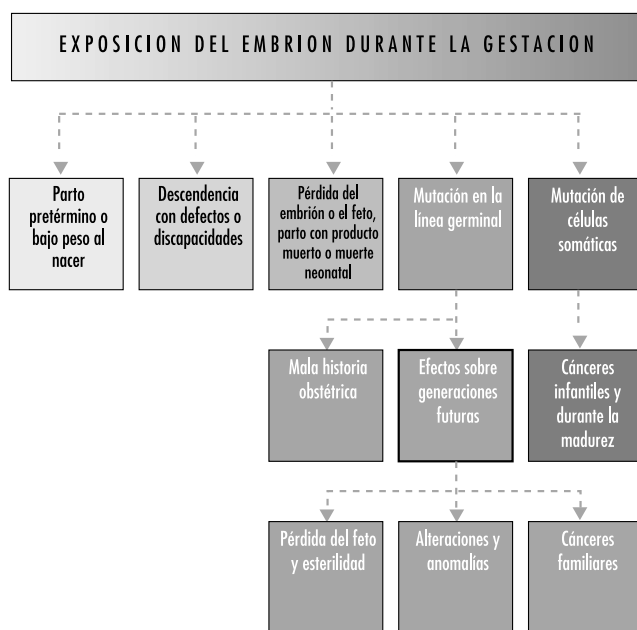 EXPOSICION DEL EMBRION DURANTE LA GESTACION
Parto
pretérmino o
bajo peso al
nacer
Descendencia
con defectos o
discapacidades
Pérdida del
embrión o el feto,
parto con producto
muerto o muerte
neonatal
Mutación en la
línea germinal
Mutación de
células
somáticas
Mala historia
obstétrica
Efectos sobre
generaciones
futuras
Cánceres
infantiles y
durante la
madurez
Pérdida del feto
y esterilidad
Alteraciones y
anomalías
Cánceres
familiares